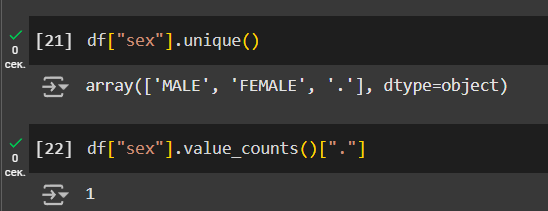 [21] df["sex"].unique()
0
сек.
array(['MALE', 'FEMALE', '.'], dtype=object)
[22] df["sex"].value_counts()["."]
0
сек.
1